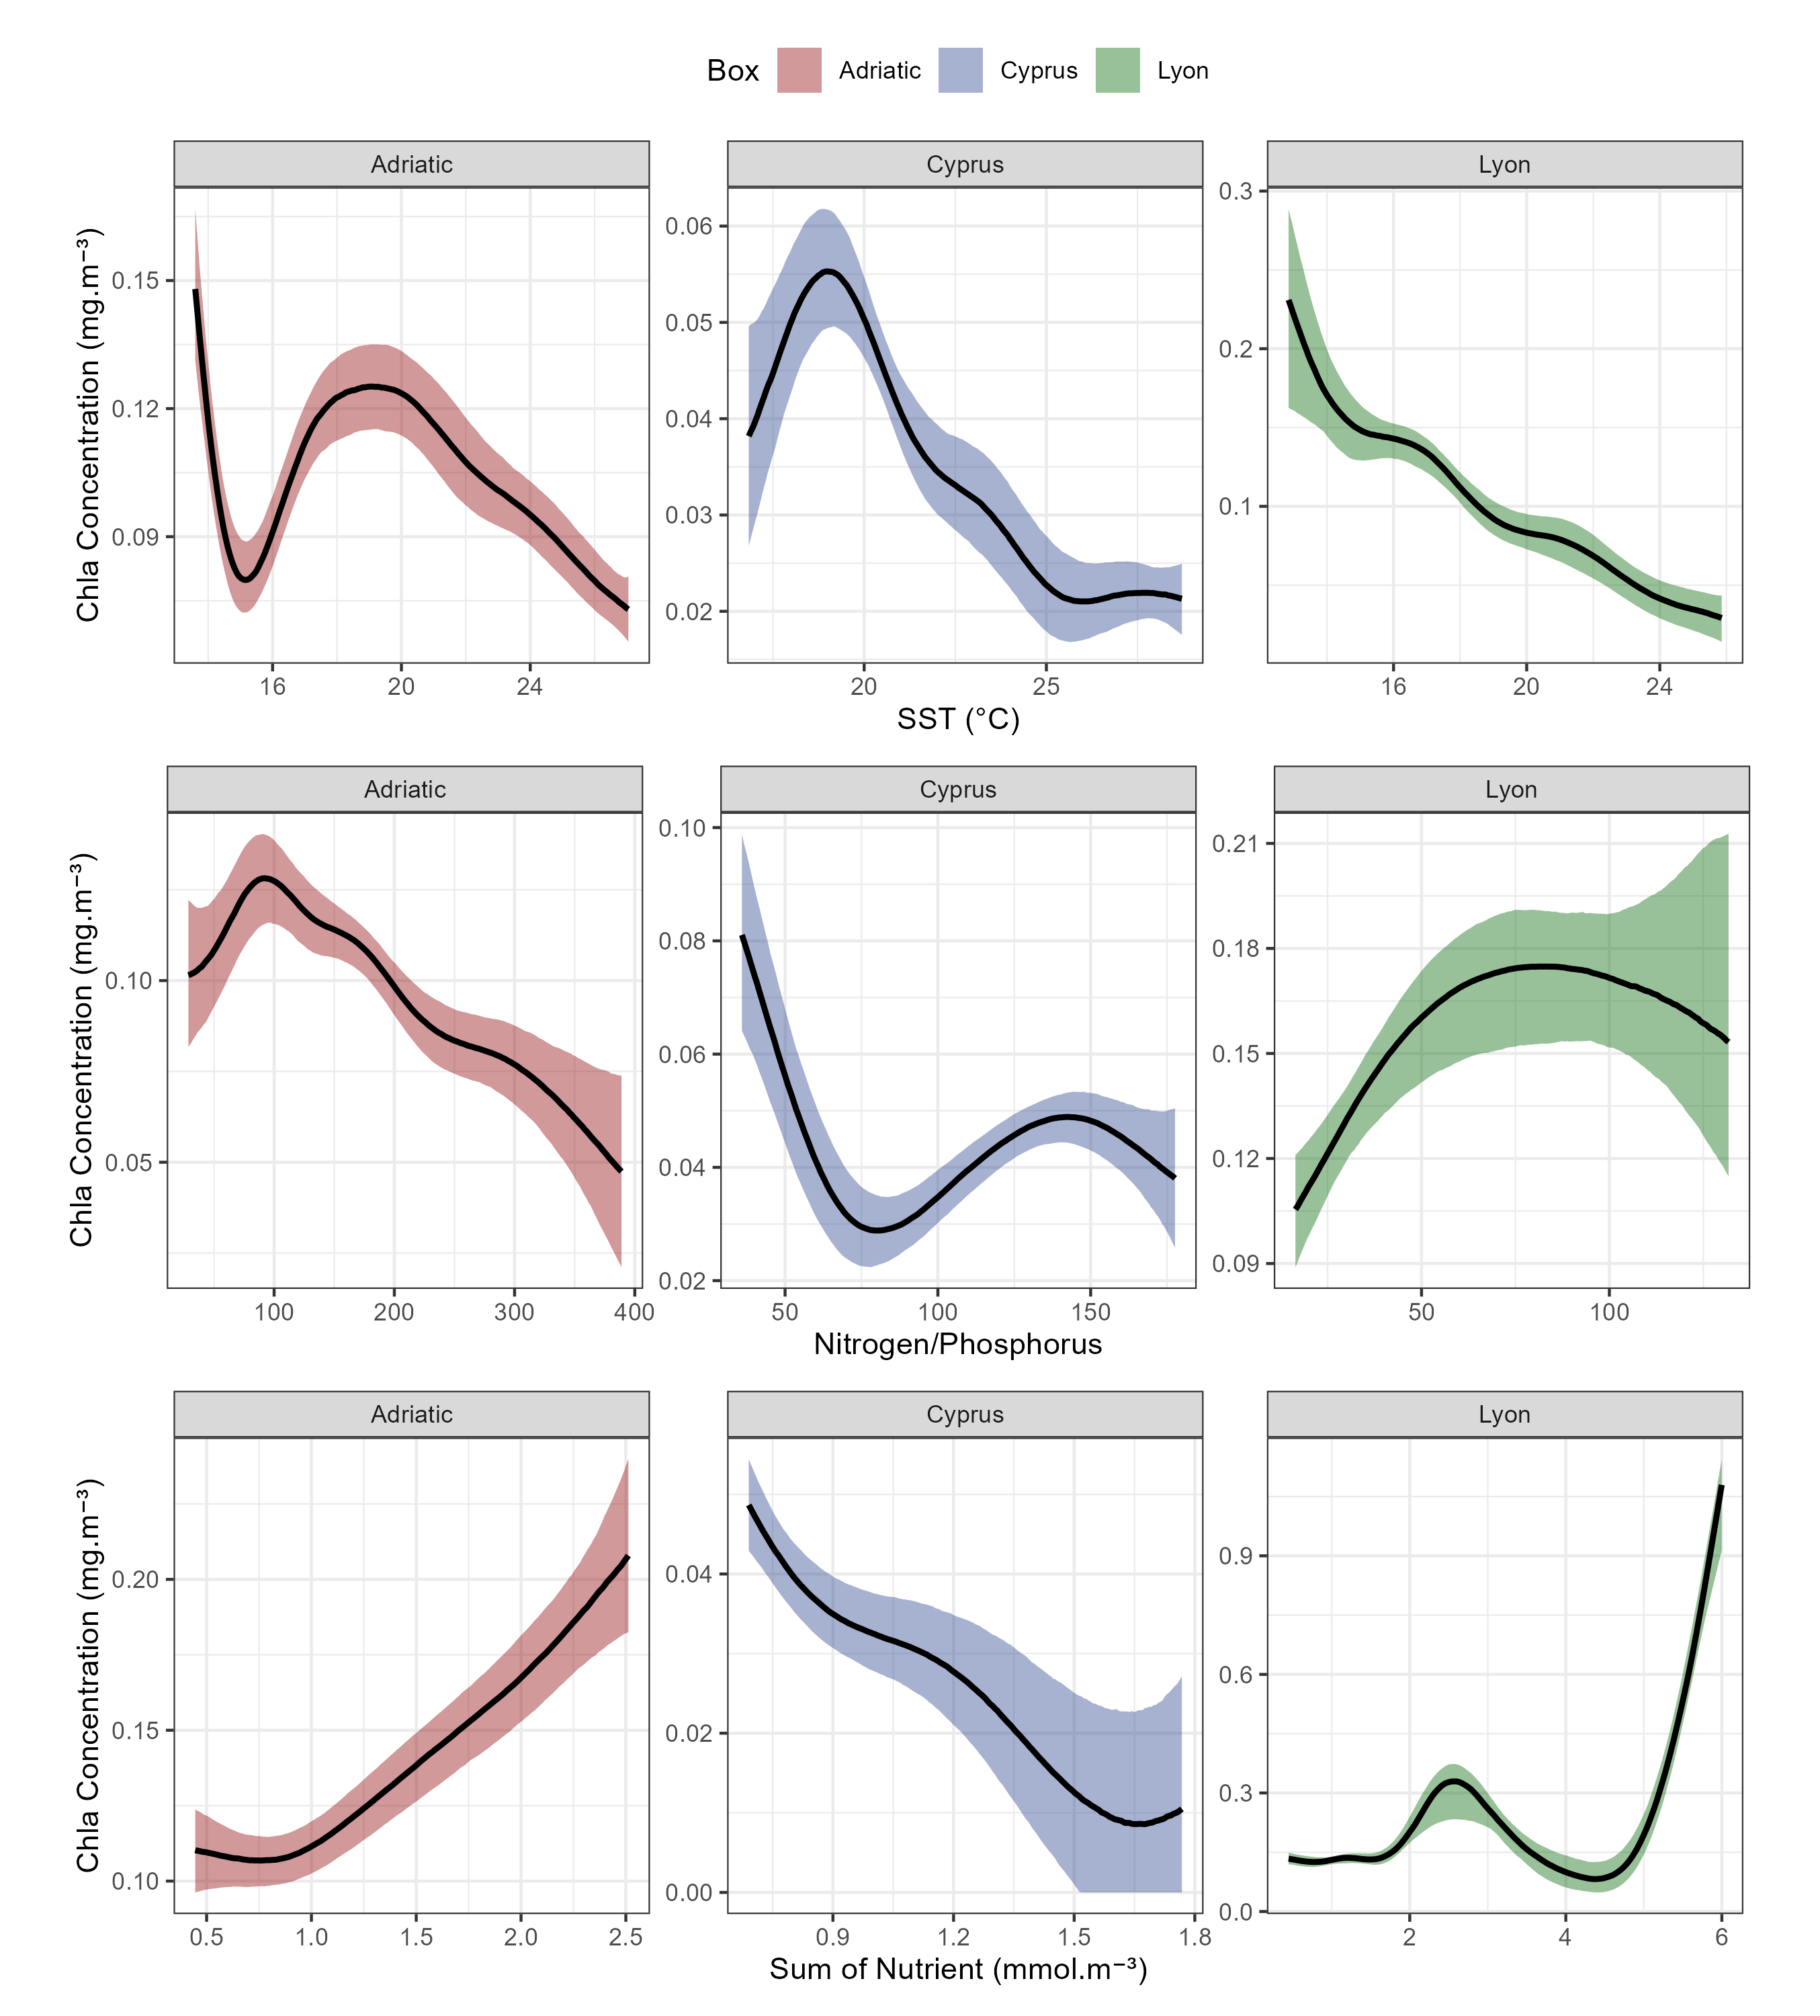 Box Adriatic Cyprus Lyon
Adriatic Cyprus Lyon
Chla Concentration (mg.m⁻³)
0.15
0.12
0.09
0.06
0.05
0.04
0.03
0.02
0.3
0.2
0.1
16 20 24 20 25 16 20 24
SST (°C)
Adriatic Cyprus Lyon
Chla Concentration (mg.m⁻³)
0.10
0.05
0.10
0.08
0.06
0.04
0.02
0.21
0.18
0.15
0.12
0.09
100 200 300 400 50 100 150 50 100
Nitrogen/Phosphorus
Adriatic Cyprus Lyon
Chla Concentration (mg.m⁻³)
0.20
0.15
0.10
0.04
0.02
0.00
0.9
0.6
0.3
0.0
0.5 1.0 1.5 2.0 2.5 0.9 1.2 1.5 1.8 2 4 6
Sum of Nutrient (mmol.m⁻³)